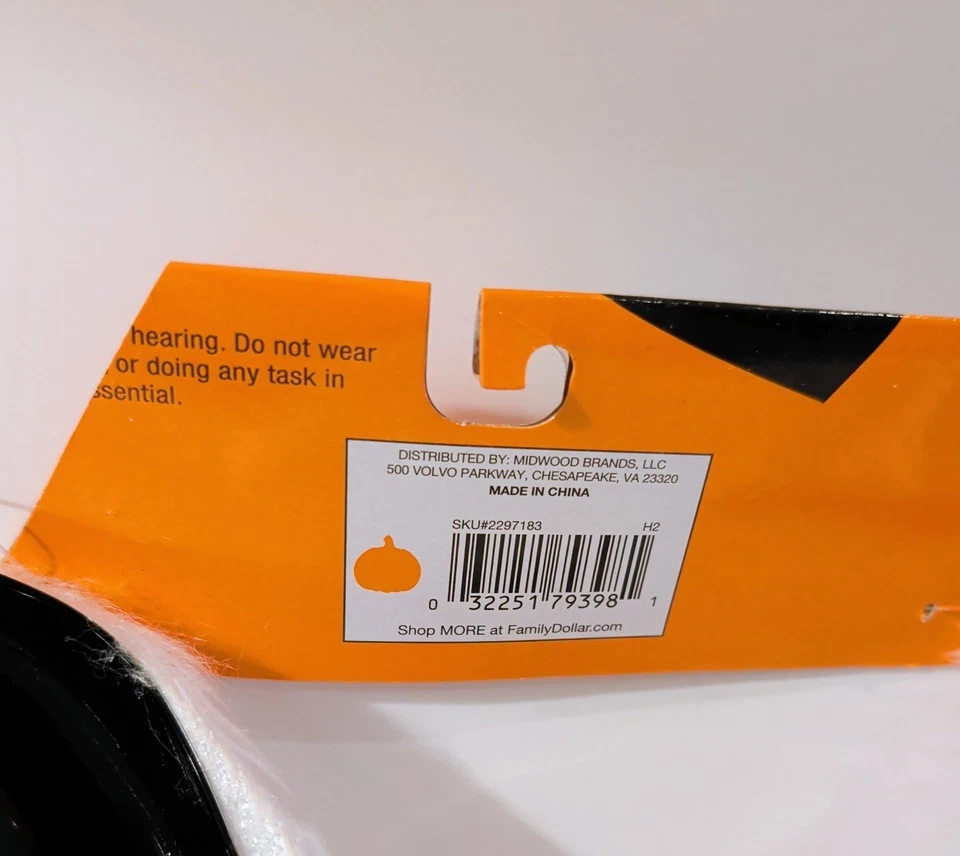 hearing. Do not wear
or doing any task in
ssential.
DISTRIBUTED BY: MIDWOOD BRANDS, LLC
500 VOLVO PARKWAY, CHESAPEAKE, VA 23320
MADE IN CHINA
SKU#2297183 H2
0 32251 79398 1
Shop MORE at FamilyDollar.com